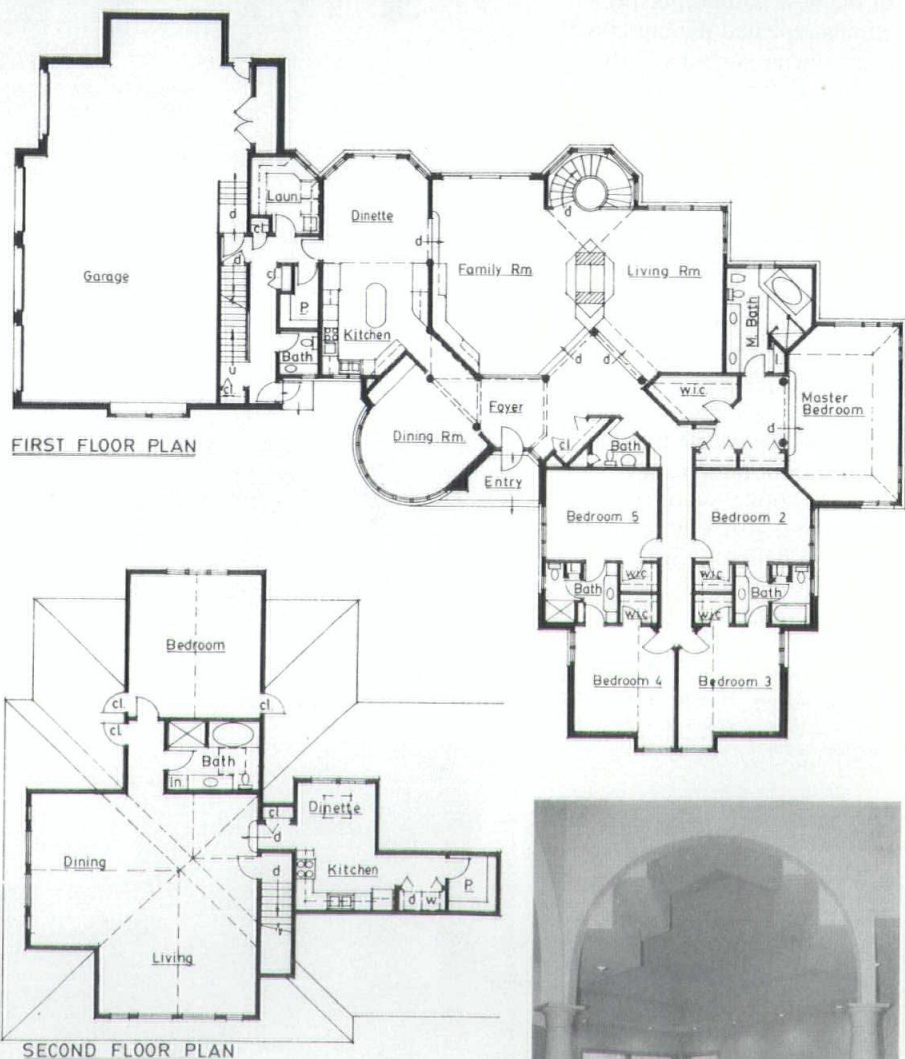 d
Laun.
Dinette
cl
d
d
Family Rm
Living Rm
d
Garage
c
P
M. Bath
Kitchen
Bath
u
cl
d
d
w.i.c
Master
Bedroom
d
Foyer
FIRST FLOOR PLAN
Dining Rm
cl
Bath
Entry
Bedroom 5
Bedroom 2
w.i.c
w.i.c
Bath
Bath
w.i.c
w.i.c
Bedroom 4
Bedroom 3
Bedroom
cl.
cl.
cl.
Bath
ln
cl
Dinette
d
Dining
d
Kitchen
P
d w
Living
SECOND FLOOR PLAN